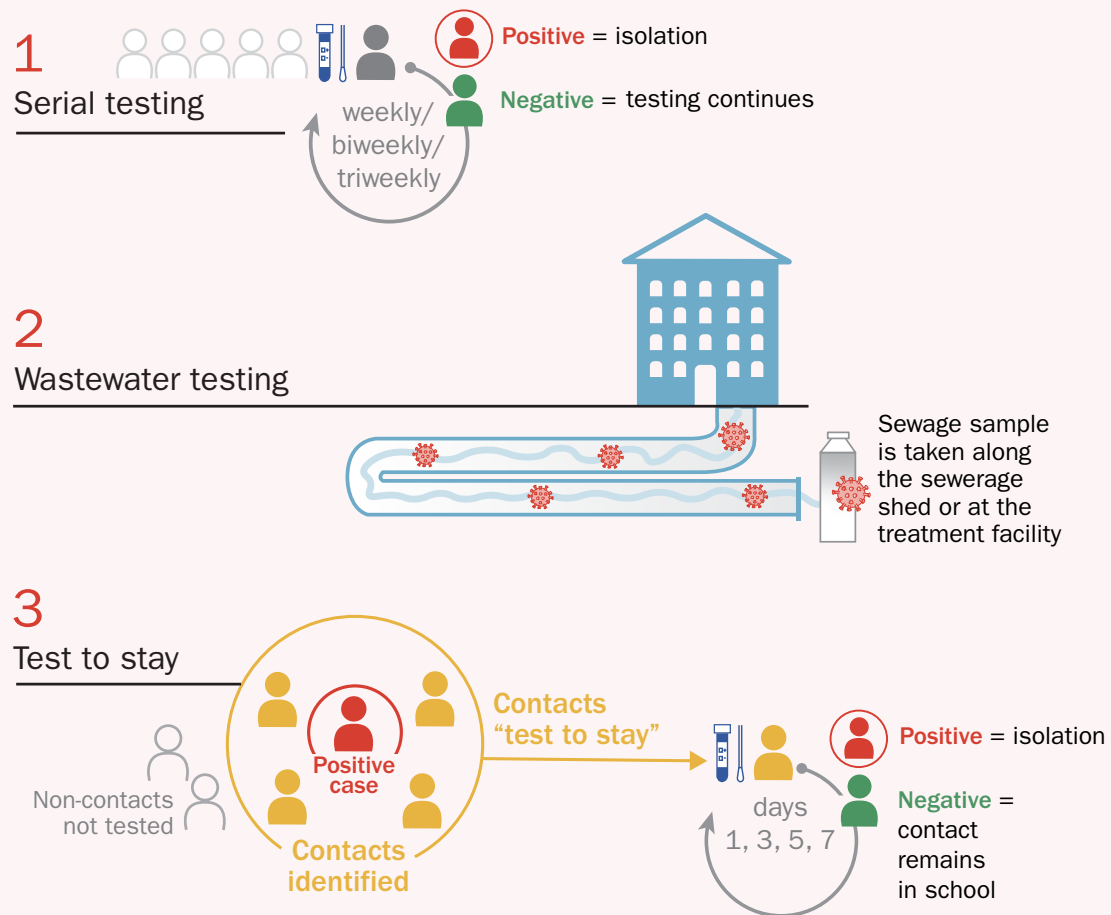 1
Serial testing
Positive = isolation
Negative = testing continues
weekly/
biweekly/
triweekly
2
Wastewater testing
Sewage sample
is taken along
the sewerage
shed or at the
treatment facility
3
Test to stay
Non-contacts
not tested
Positive
case
Contacts
identified
Contacts
“test to stay”
days
1, 3, 5, 7
Positive = isolation
Negative =
contact
remains
in school